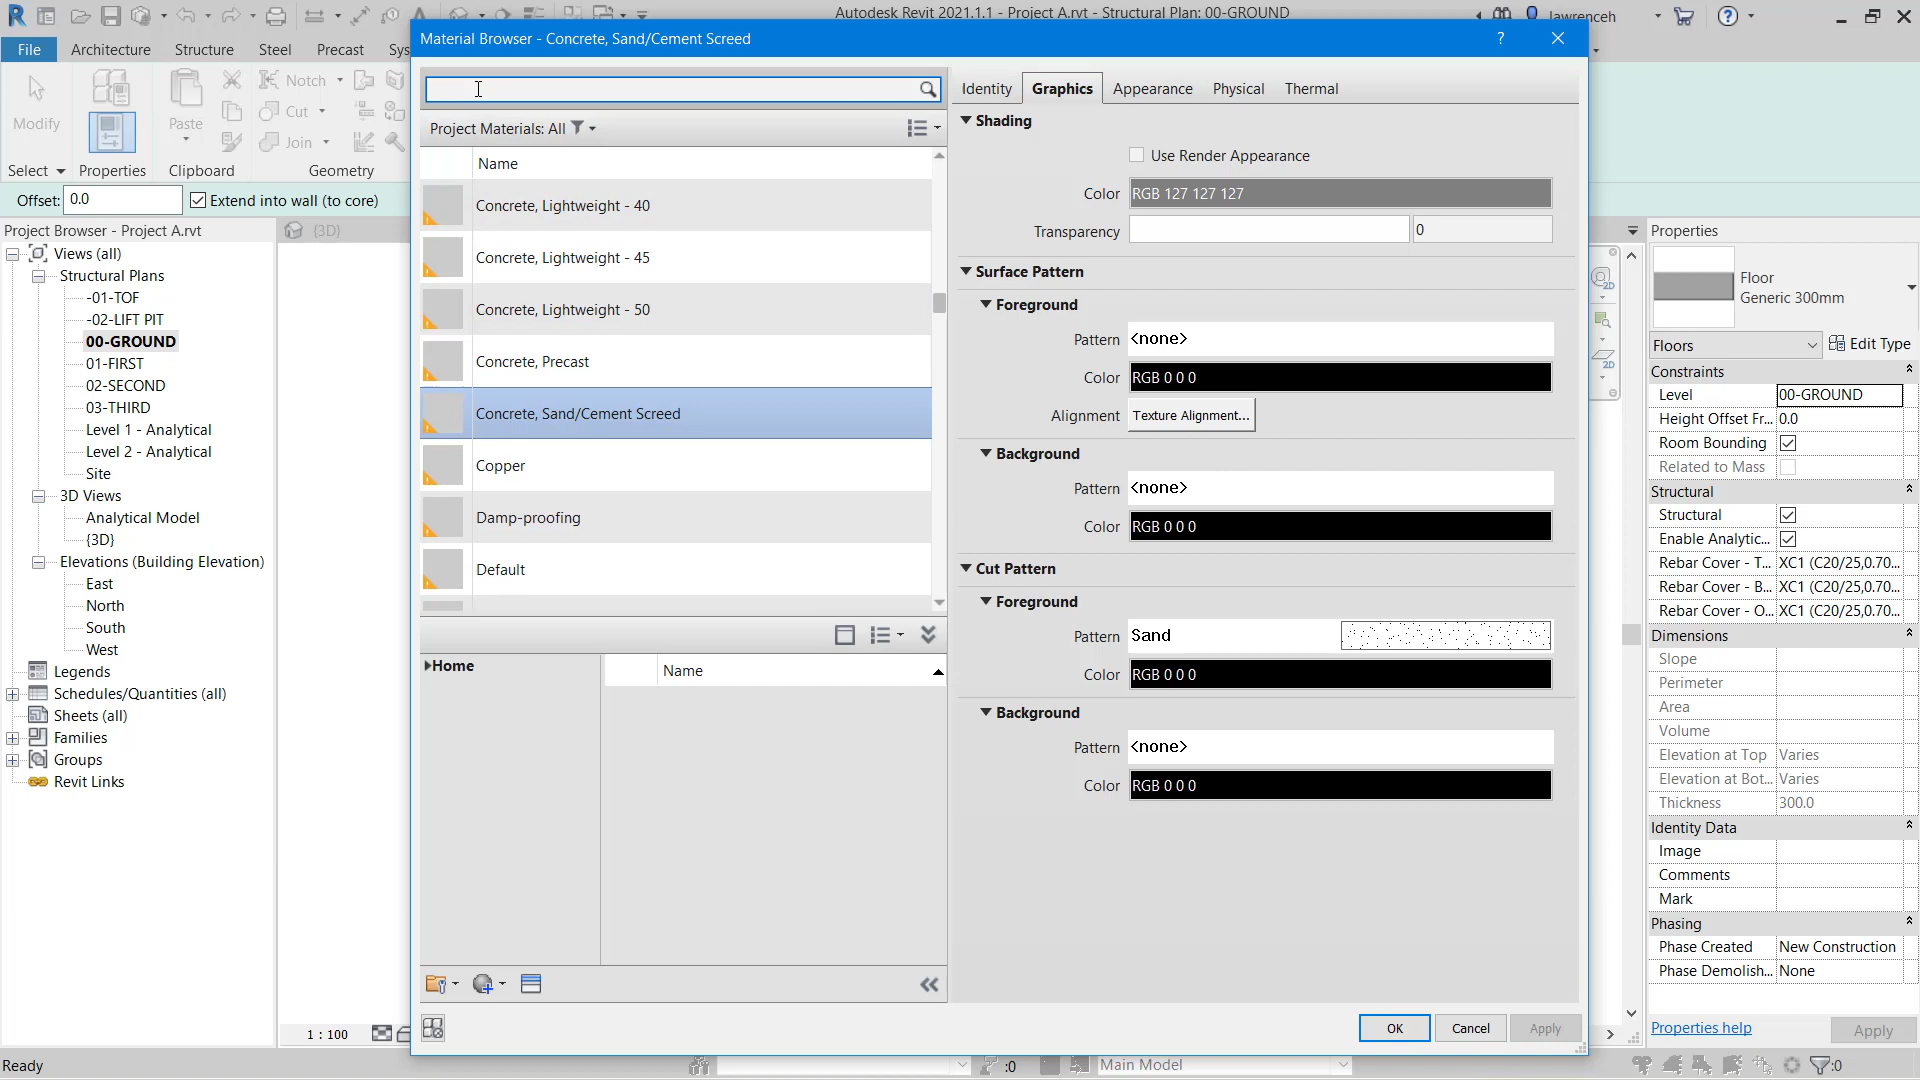 Autodesk Revit 2021.1.1 - Project A.rvt - Structural Plan: 00-GROUND
lawrenceh
File
Architecture
Structure
Steel
Precast
Modify
Paste
Notch
Cut
Join
Select
Properties
Clipboard
Geometry
Offset: 0.0
Extend into wall (to core)
Project Browser - Project A.rvt
{3D}
Views (all)
Structural Plans
-01-TOF
-02-LIFT PIT
00-GROUND
01-FIRST
02-SECOND
03-THIRD
Level 1 - Analytical
Level 2 - Analytical
Site
3D Views
Analytical Model
{3D}
Elevations (Building Elevation)
East
North
South
West
Legends
Schedules/Quantities (all)
Sheets (all)
Families
Groups
Revit Links
1 : 100
Ready
Material Browser - Concrete, Sand/Cement Screed
Project Materials: All
Name
Concrete, Lightweight - 40
Concrete, Lightweight - 45
Concrete, Lightweight - 50
Concrete, Precast
Concrete, Sand/Cement Screed
Copper
Damp-proofing
Default
Home
Name
Identity
Graphics
Appearance
Physical
Thermal
Shading
Use Render Appearance
Color RGB 127 127 127
Transparency 0
Surface Pattern
Foreground
Pattern <none>
Color RGB 0 0 0
Alignment Texture Alignment...
Background
Pattern <none>
Color RGB 0 0 0
Cut Pattern
Foreground
Pattern Sand
Color RGB 0 0 0
Background
Pattern <none>
Color RGB 0 0 0
OK
Cancel
Apply
:0
Main Model
Properties
Floor
Generic 300mm
Floors
Edit Type
Constraints
Level 00-GROUND
Height Offset Fr... 0.0
Room Bounding
Related to Mass
Structural
Structural
Enable Analytic...
Rebar Cover - T... XC1 (C20/25,0.70...
Rebar Cover - B... XC1 (C20/25,0.70...
Rebar Cover - O... XC1 (C20/25,0.70...
Dimensions
Slope
Perimeter
Area
Volume
Elevation at Top Varies
Elevation at Bot... Varies
Thickness 300.0
Identity Data
Image
Comments
Mark
Phasing
Phase Created New Construction
Phase Demolish... None
Properties help
Apply
:0